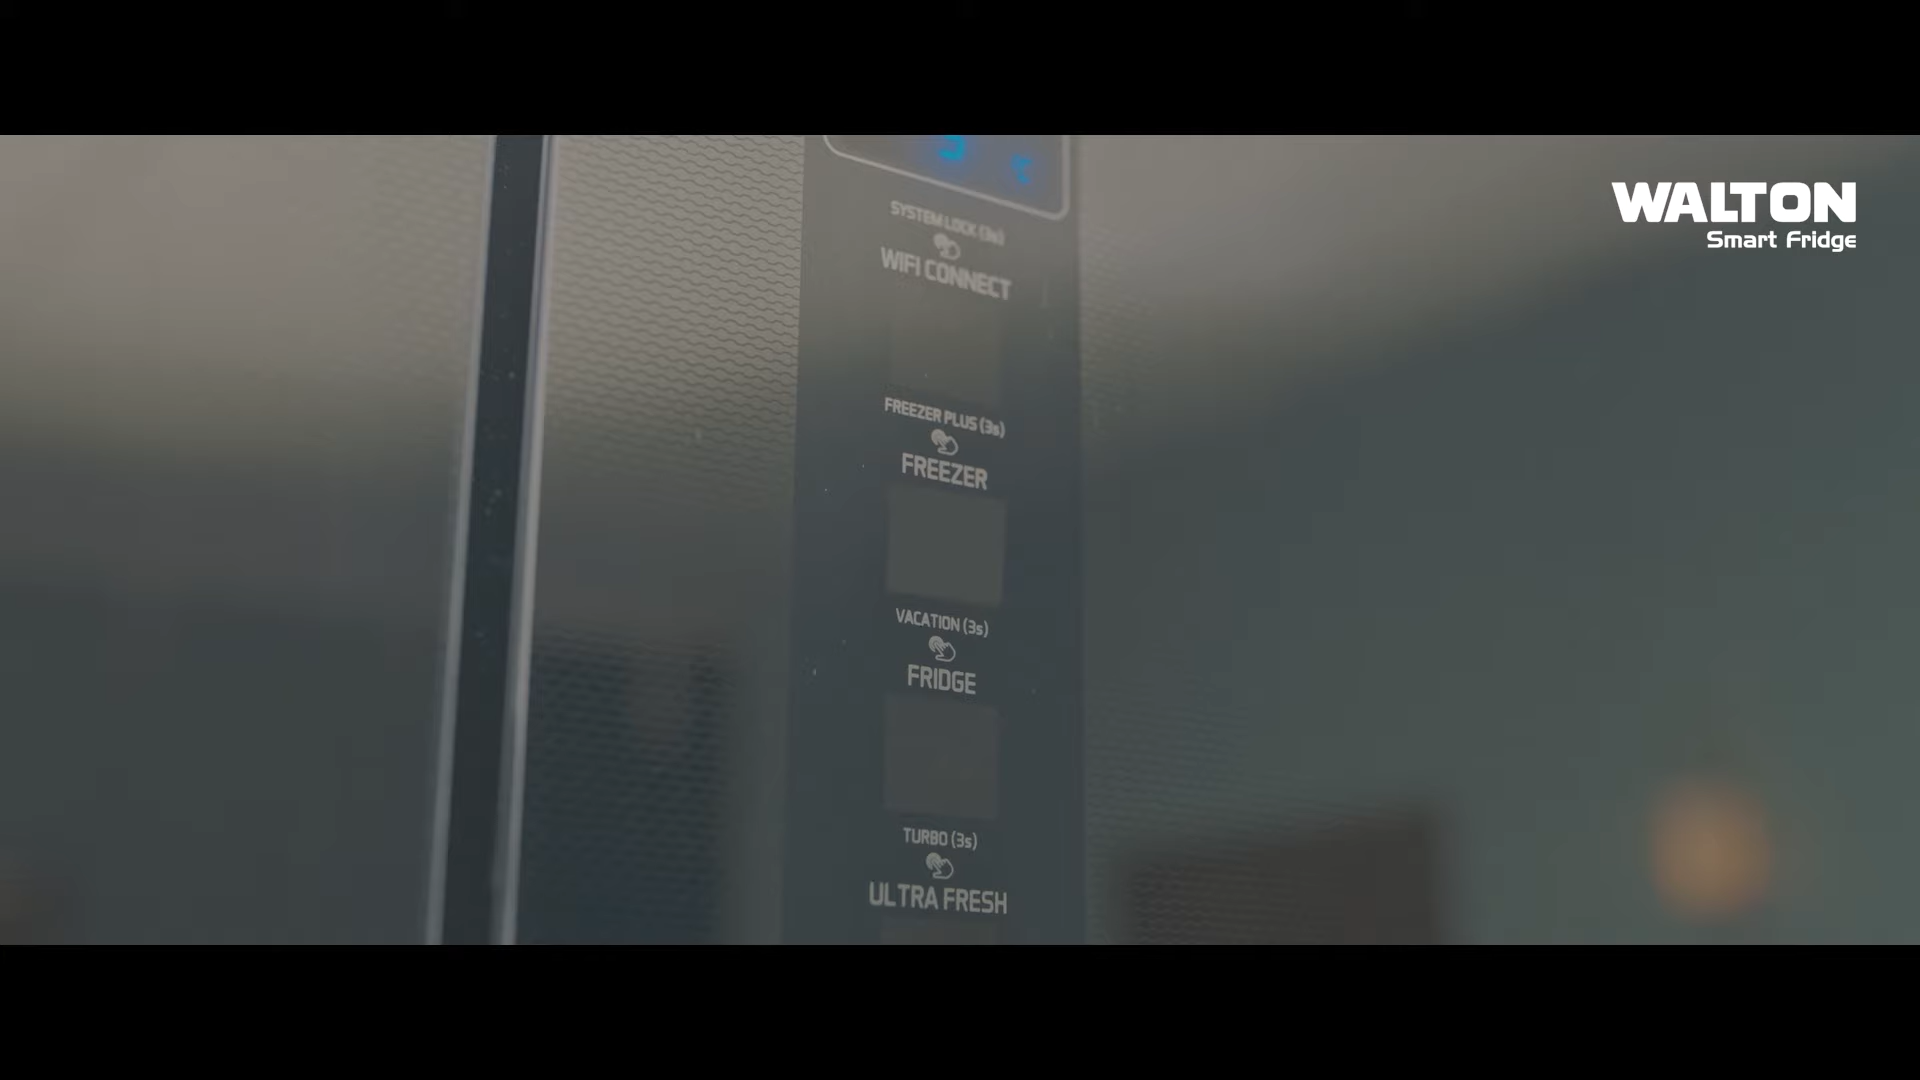 WALTON
Smart Fridge
℃
SYSTEM LOCK (3s)
WIFI CONNECT
FREEZER PLUS (3s)
FREEZER
VACATION (3s)
FRIDGE
TURBO (3s)
ULTRA FRESH